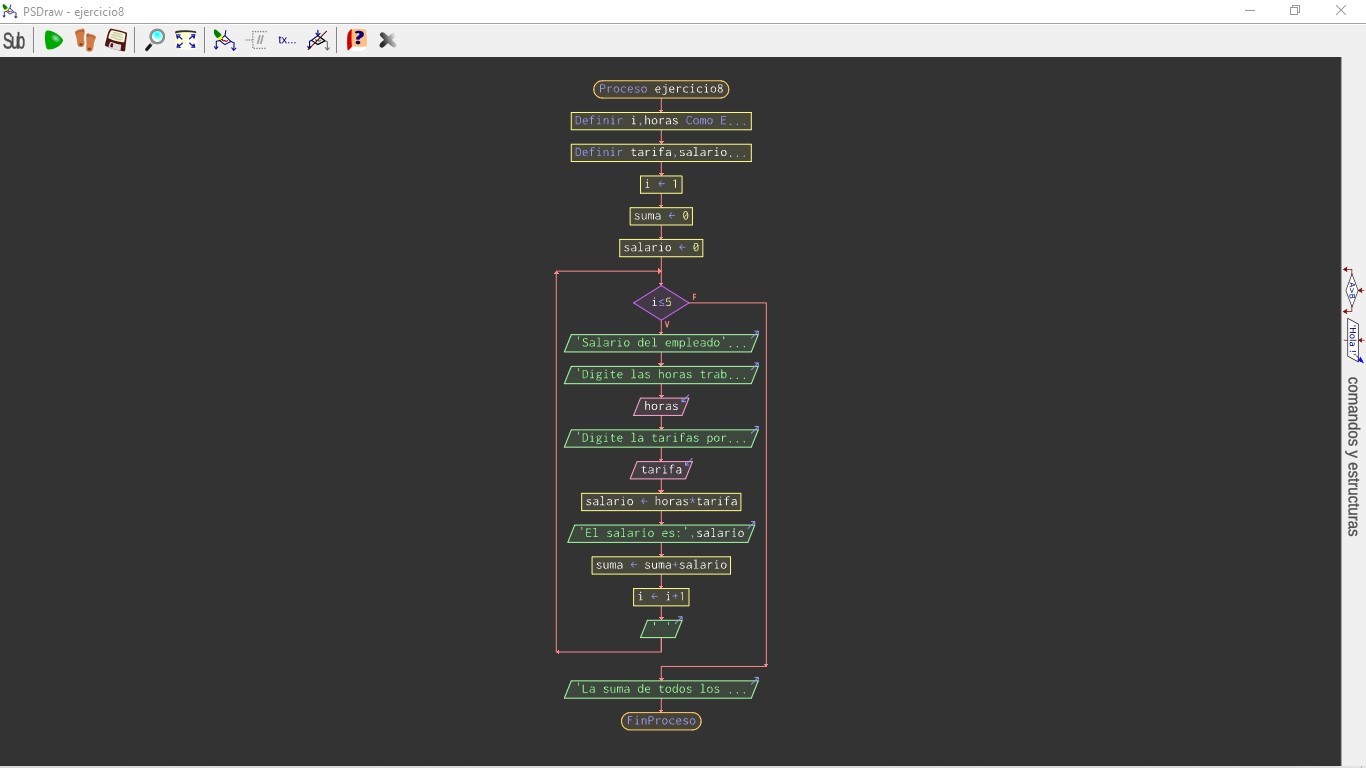 PSDraw - ejercicio8
Sub
tx...
Proceso ejercicio8
Definir i,horas Como E...
Definir tarifa,salario...
i ← 1
suma ← 0
salario ← 0
i≤5
F
V
'Salario del empleado'...
'Digite las horas trab...
horas
'Digite la tarifas por...
tarifa
salario ← horas*tarifa
'El salario es:',salario
suma ← suma+salario
i ← i+1
' '
'La suma de todos los ...
FinProceso
A>B
'Hola !'
comandos y estructuras